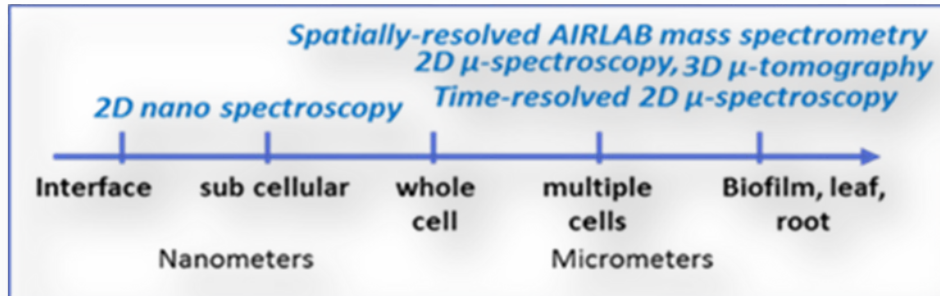 Spatially-resolved AIRLAB mass spectrometry
2D μ-spectroscopy, 3D μ-tomography
2D nano spectroscopy Time-resolved 2D μ-spectroscopy
Interface sub cellular whole multiple Biofilm, leaf,
cell cells root
Nanometers Micrometers